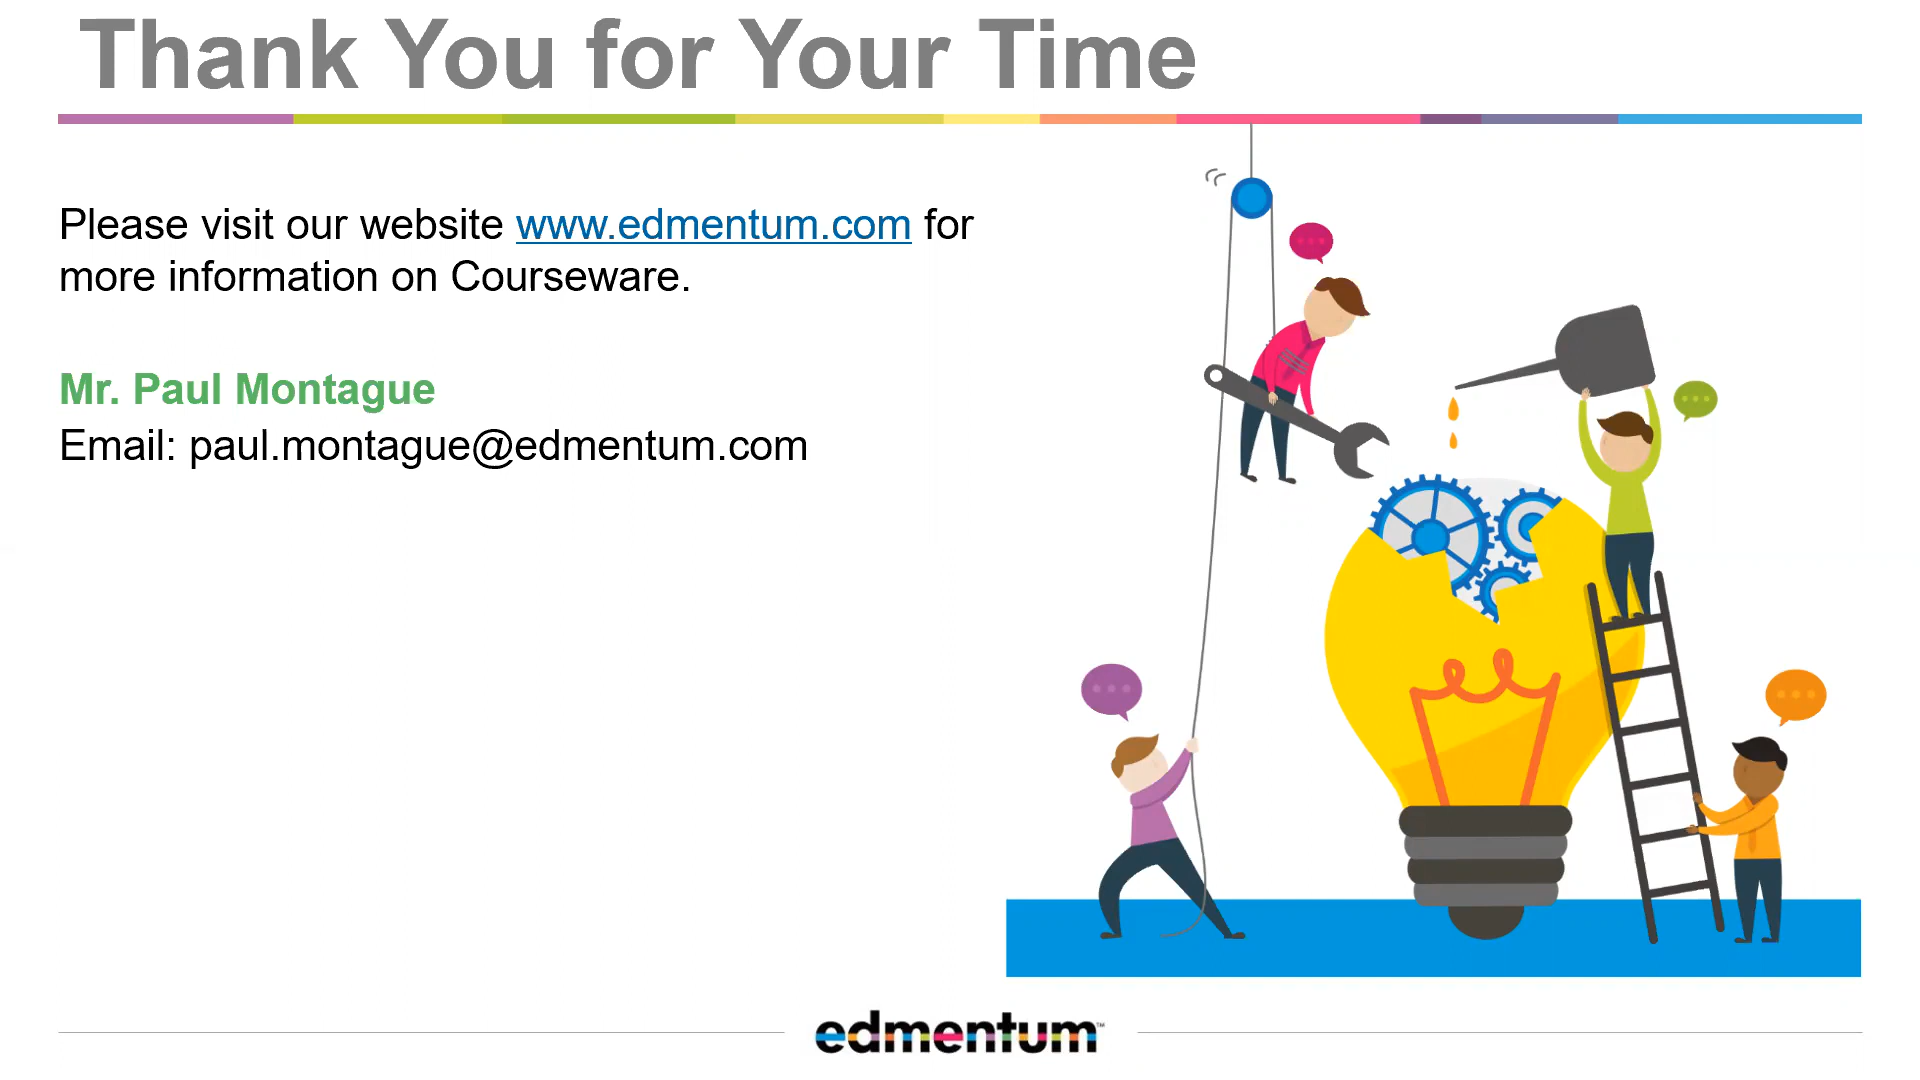 Thank You for Your Time
Please visit our website www.edmentum.com for
more information on Courseware.
Mr. Paul Montague
Email: paul.montague@edmentum.com
edmentum™